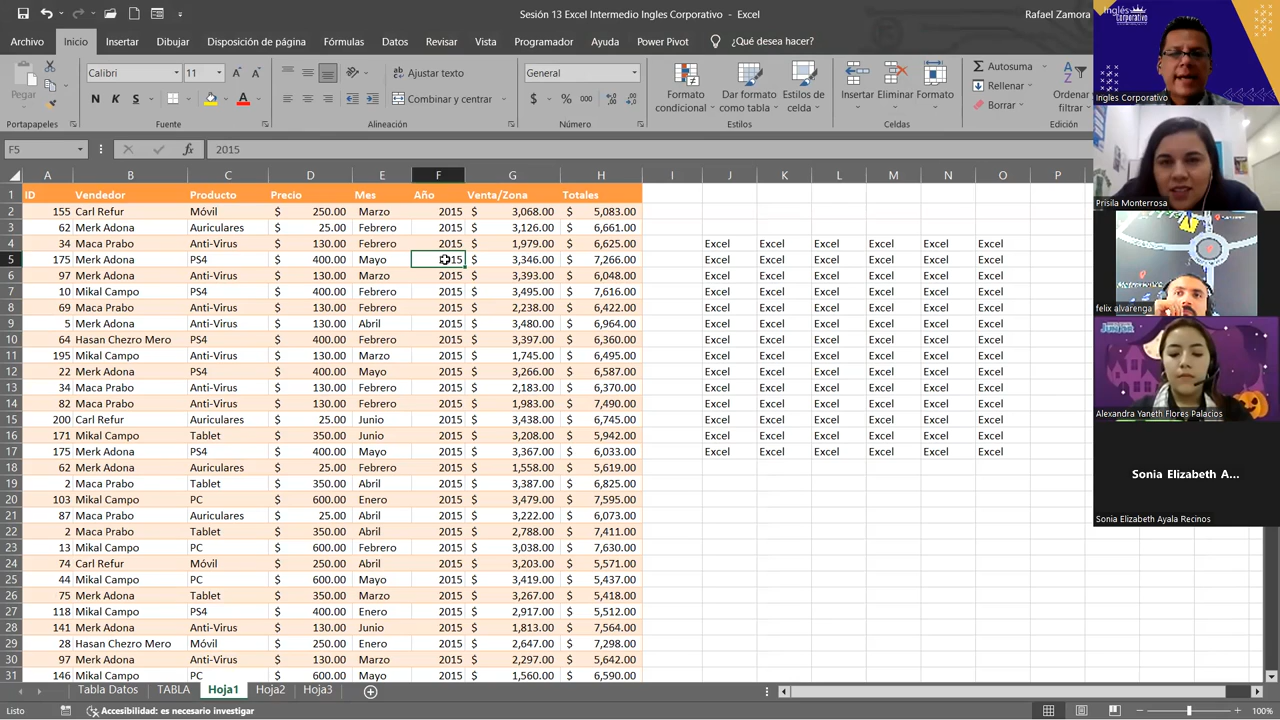 Sesión 13 Excel Intermedio Ingles Corporativo - Excel
Rafael Zamora
Archivo Inicio Insertar Dibujar Disposición de página Fórmulas Datos Revisar Vista Programador Ayuda Power Pivot ¿Qué desea hacer?
Pegar
Calibri 11
N K S
Ajustar texto
Combinar y centrar
General
$ % 000
Formato condicional
Dar formato como tabla
Estilos de celda
Insertar Eliminar Formato
Autosuma
Rellenar
Borrar
Ordenar filtrar
Portapapeles Fuente Alineación Número Estilos Celdas Edición
F5 fx 2015
A B C D E F G H I J K L M N O P
1 ID Vendedor Producto Precio Mes Año Venta/Zona Totales
2 155 Carl Refur Móvil $ 250.00 Marzo 2015 $ 3,068.00 $ 5,083.00
3 62 Merk Adona Auriculares $ 25.00 Febrero 2015 $ 3,126.00 $ 6,661.00
4 34 Maca Prabo Anti-Virus $ 130.00 Febrero 2015 $ 1,979.00 $ 6,625.00 Excel Excel Excel Excel Excel Excel
5 175 Merk Adona PS4 $ 400.00 Mayo 2015 $ 3,346.00 $ 7,266.00 Excel Excel Excel Excel Excel Excel
6 97 Merk Adona Anti-Virus $ 130.00 Marzo 2015 $ 3,393.00 $ 6,048.00 Excel Excel Excel Excel Excel Excel
7 10 Mikal Campo PS4 $ 400.00 Febrero 2015 $ 3,495.00 $ 7,616.00 Excel Excel Excel Excel Excel Excel
8 69 Maca Prabo Anti-Virus $ 130.00 Febrero 2015 $ 2,238.00 $ 6,422.00 Excel Excel Excel Excel Excel Excel
9 5 Merk Adona Anti-Virus $ 130.00 Abril 2015 $ 3,480.00 $ 6,964.00 Excel Excel Excel Excel Excel Excel
10 64 Hasan Chezro Mero PS4 $ 400.00 Febrero 2015 $ 3,397.00 $ 6,360.00 Excel Excel Excel Excel Excel Excel
11 195 Mikal Campo Anti-Virus $ 130.00 Marzo 2015 $ 1,745.00 $ 6,495.00 Excel Excel Excel Excel Excel Excel
12 22 Merk Adona PS4 $ 400.00 Mayo 2015 $ 3,266.00 $ 6,587.00 Excel Excel Excel Excel Excel Excel
13 34 Maca Prabo Anti-Virus $ 130.00 Febrero 2015 $ 2,183.00 $ 6,370.00 Excel Excel Excel Excel Excel Excel
14 82 Maca Prabo Anti-Virus $ 130.00 Febrero 2015 $ 1,983.00 $ 7,490.00 Excel Excel Excel Excel Excel Excel
15 200 Carl Refur Auriculares $ 25.00 Junio 2015 $ 3,438.00 $ 6,745.00 Excel Excel Excel Excel Excel Excel
16 171 Mikal Campo Tablet $ 350.00 Junio 2015 $ 3,208.00 $ 5,942.00 Excel Excel Excel Excel Excel Excel
17 175 Merk Adona PS4 $ 400.00 Mayo 2015 $ 3,367.00 $ 6,033.00 Excel Excel Excel Excel Excel Excel
18 62 Merk Adona Auriculares $ 25.00 Febrero 2015 $ 1,558.00 $ 5,619.00
19 2 Maca Prabo Tablet $ 350.00 Abril 2015 $ 3,387.00 $ 6,825.00
20 103 Mikal Campo PC $ 600.00 Enero 2015 $ 3,479.00 $ 7,595.00
21 87 Maca Prabo Auriculares $ 25.00 Abril 2015 $ 3,222.00 $ 6,073.00
22 2 Maca Prabo Tablet $ 350.00 Abril 2015 $ 2,788.00 $ 7,411.00
23 13 Mikal Campo PC $ 600.00 Febrero 2015 $ 3,038.00 $ 7,630.00
24 74 Carl Refur Móvil $ 250.00 Abril 2015 $ 3,203.00 $ 5,571.00
25 44 Mikal Campo PC $ 600.00 Mayo 2015 $ 3,419.00 $ 5,437.00
26 75 Merk Adona Tablet $ 350.00 Marzo 2015 $ 3,267.00 $ 5,418.00
27 118 Mikal Campo PS4 $ 400.00 Enero 2015 $ 2,917.00 $ 5,512.00
28 141 Merk Adona Anti-Virus $ 130.00 Junio 2015 $ 1,813.00 $ 7,564.00
29 28 Hasan Chezro Mero Móvil $ 250.00 Enero 2015 $ 2,647.00 $ 7,298.00
30 97 Merk Adona Anti-Virus $ 130.00 Marzo 2015 $ 2,297.00 $ 5,642.00
31 146 Mikal Campo PC $ 600.00 Mayo 2015 $ 1,560.00 $ 6,590.00
Tabla Datos TABLA Hoja1 Hoja2 Hoja3
Listo Accesibilidad: es necesario investigar 100%
Inglés Corporativo
Ingles Corporativo
Prisila Monterrosa
felix alvarenga
Alexandra Yaneth Flores Palacios
Sonia Elizabeth A...
Sonia Elizabeth Ayala Recinos